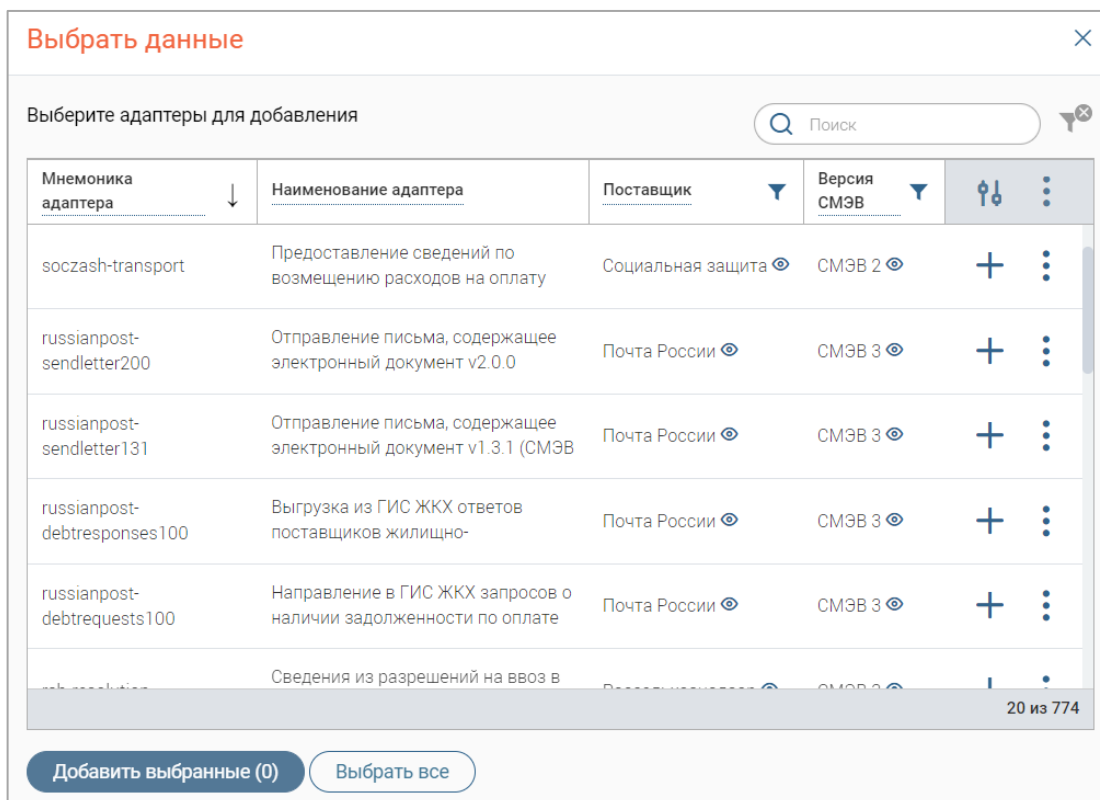 Выбрать данные
Выберите адаптеры для добавления
Поиск
Мнемоника
адаптера
Наименование адаптера
Поставщик
Версия
СМЭВ
soczash-transport
Предоставление сведений по
возмещению расходов на оплату
Социальная защита
СМЭВ 2
russianpost-
sendletter200
Отправление письма, содержащее
электронный документ v2.0.0
Почта России
СМЭВ 3
russianpost-
sendletter131
Отправление письма, содержащее
электронный документ v1.3.1 (СМЭВ
Почта России
СМЭВ 3
russianpost-
debtresponses100
Выгрузка из ГИС ЖКХ ответов
поставщиков жилищно-
Почта России
СМЭВ 3
russianpost-
debtrequests100
Направление в ГИС ЖКХ запросов о
наличии задолженности по оплате
Почта России
СМЭВ 3
Сведения из разрешений на ввоз в
20 из 774
Добавить выбранные (0)
Выбрать все